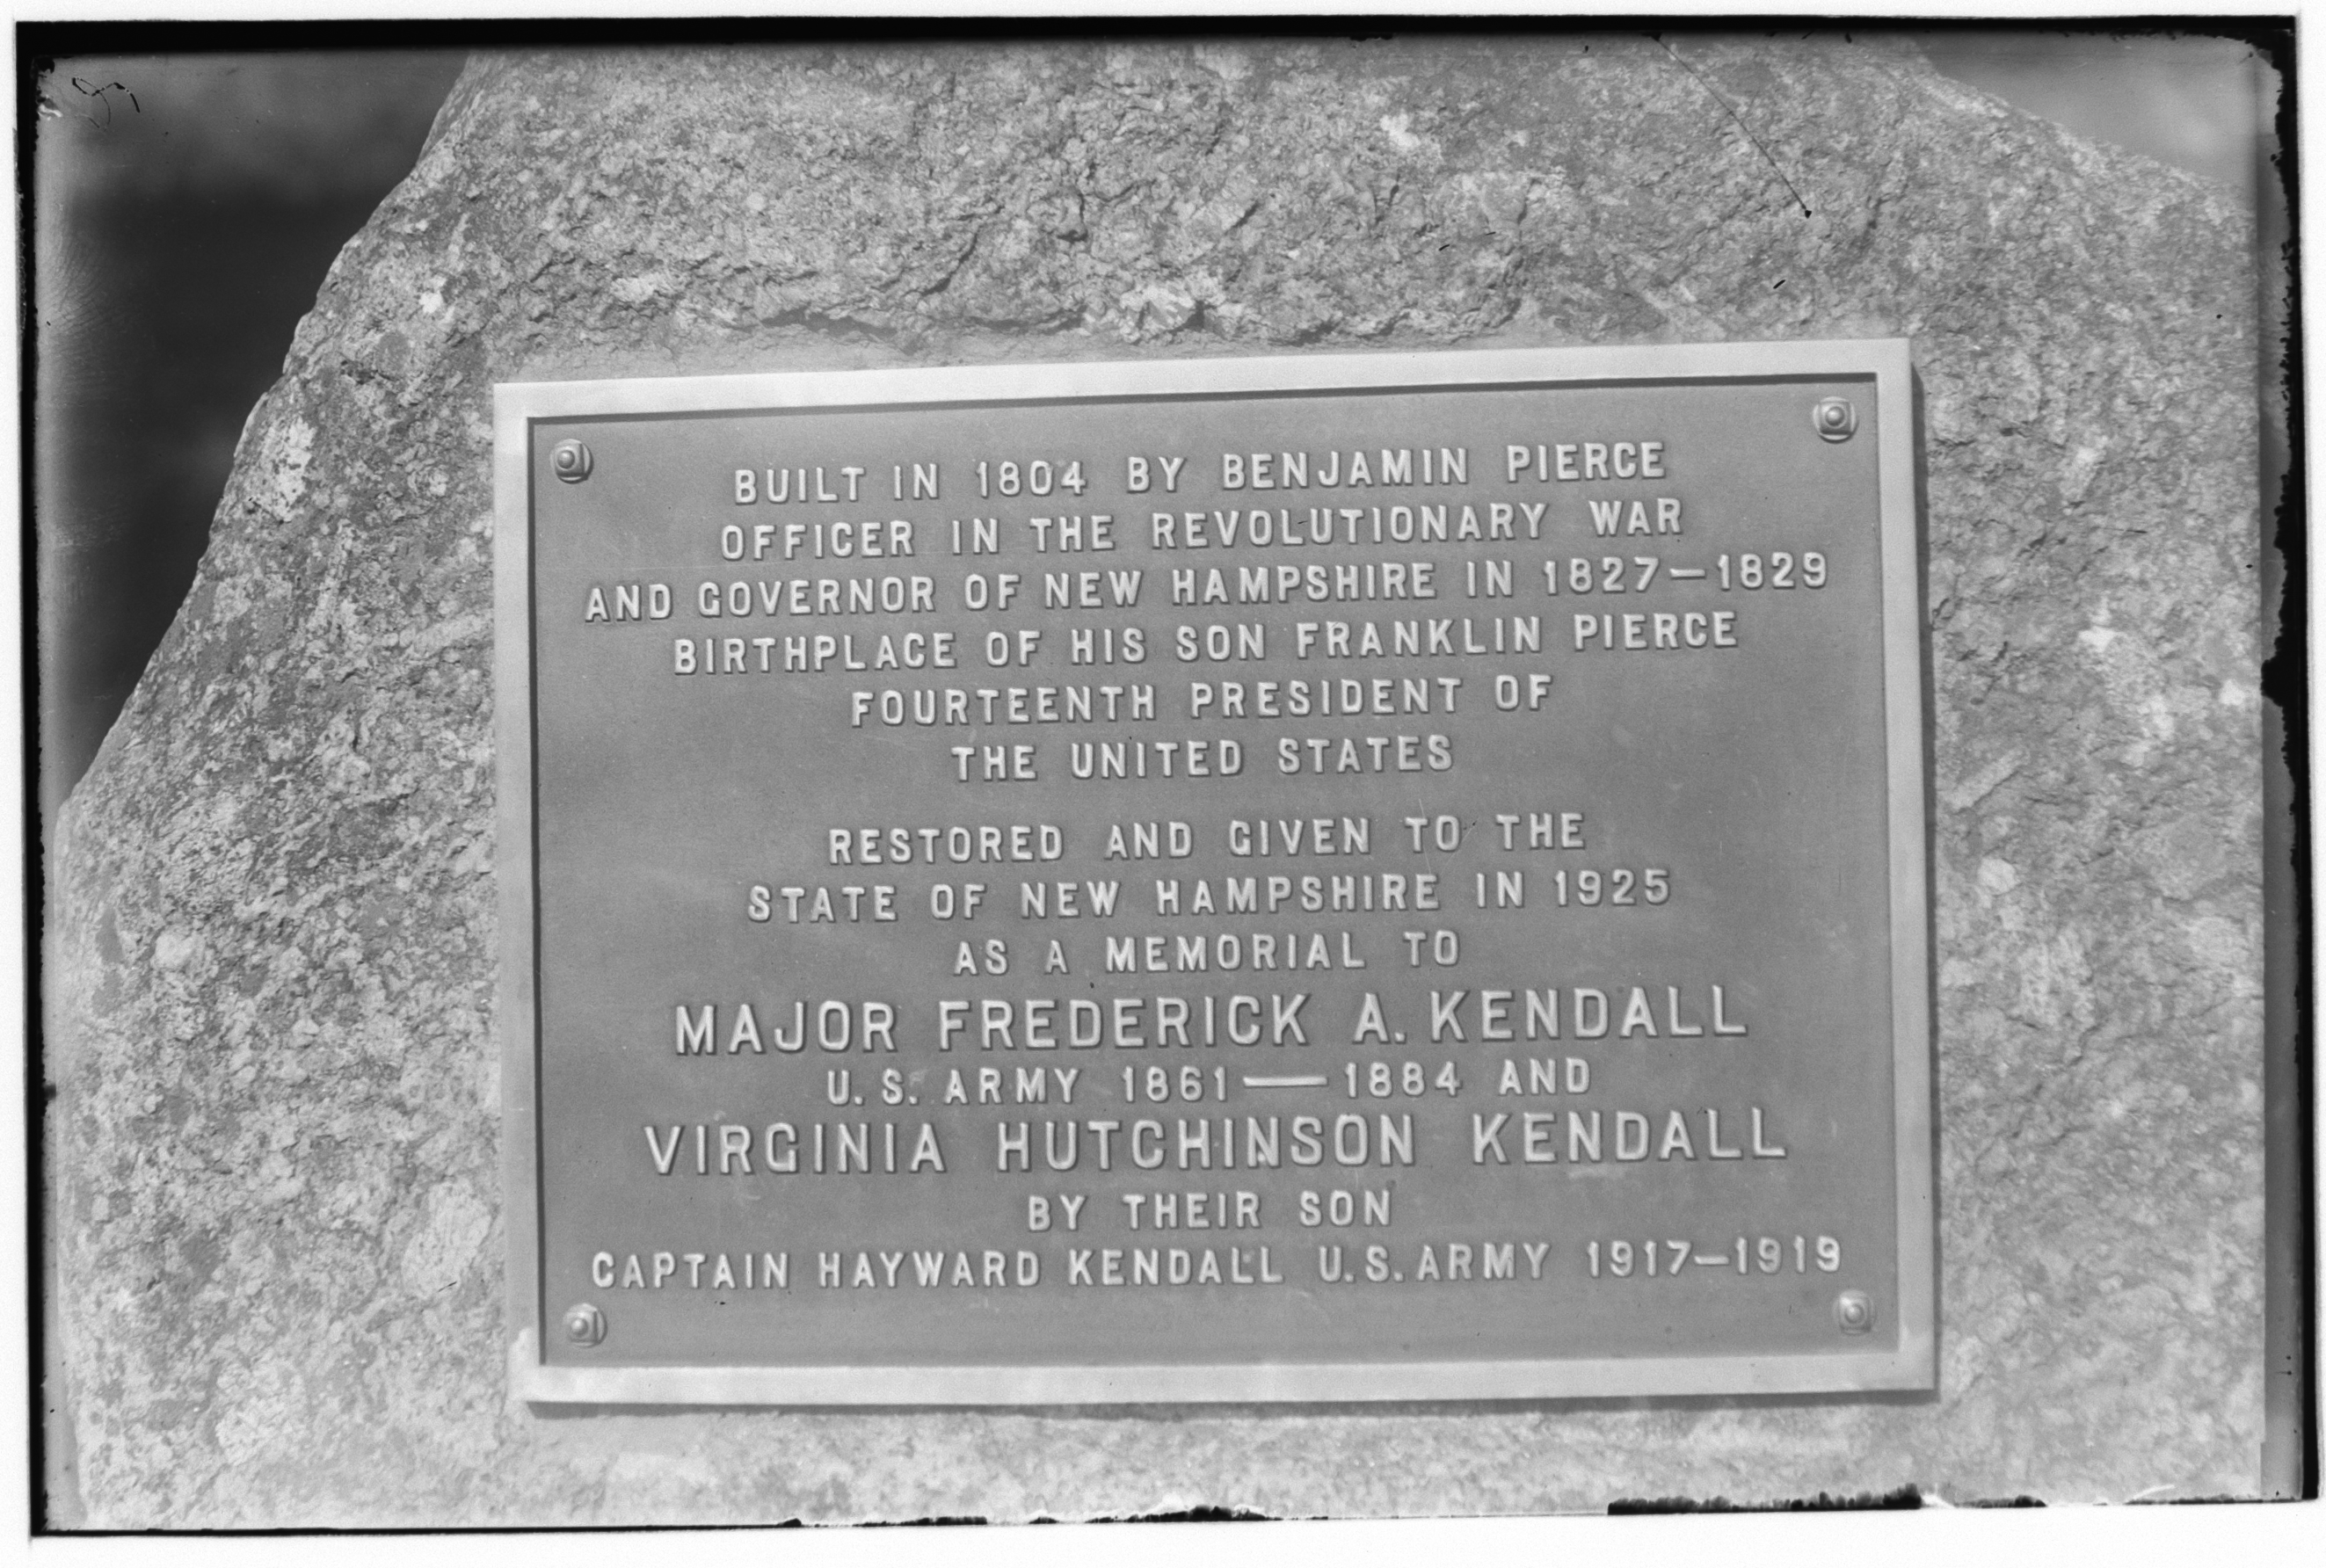 BUILT IN 1804 BY BENJAMIN PIERCE
OFFICER IN THE REVOLUTIONARY WAR
AND GOVERNOR OF NEW HAMPSHIRE IN 1827—1829
BIRTHPLACE OF HIS SON FRANKLIN PIERCE
FOURTEENTH PRESIDENT OF
THE UNITED STATES
RESTORED AND GIVEN TO THE
STATE OF NEW HAMPSHIRE IN 1925
AS A MEMORIAL TO
MAJOR FREDERICK A. KENDALL
U.S. ARMY 1861—1884 AND
VIRGINIA HUTCHINSON KENDALL
BY THEIR SON
CAPTAIN HAYWARD KENDALL U.S. ARMY 1917—1919